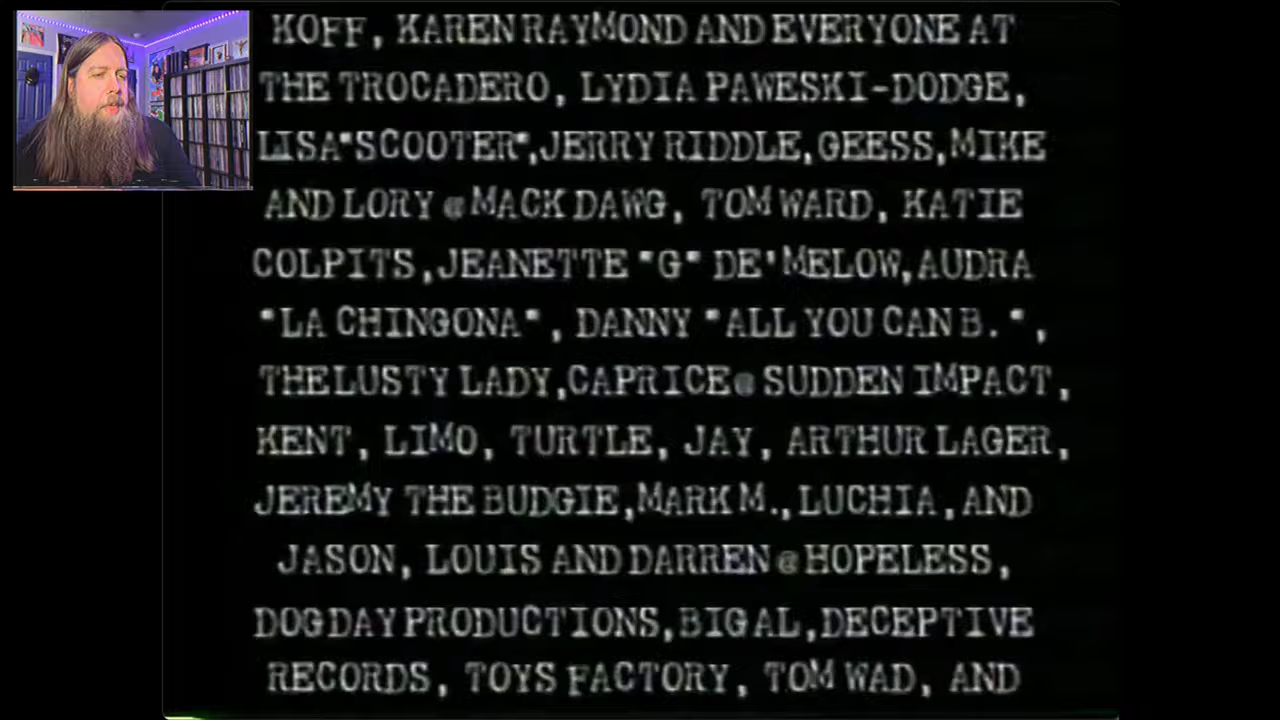 KOFF, KAREN RAYMOND AND EVERYONE AT
THE TROCADERO, LYDIA PAWESKI-DODGE,
LISA"SCOOTER",JERRY RIDDLE,GEESS,MIKE
AND LORY @ MACK DAWG, TOM WARD, KATIE
COLPITS,JEANETTE "G" DE'MELOW,AUDRA
"LA CHINGONA", DANNY "ALL YOU CAN B.",
THE LUSTY LADY,CAPRICE @ SUDDEN IMPACT,
KENT, LIMO, TURTLE, JAY, ARTHUR LAGER,
JEREMY THE BUDGIE,MARK M.,LUCHIA,AND
JASON, LOUIS AND DARREN @ HOPELESS,
DOG DAY PRODUCTIONS,BIG AL,DECEPTIVE
RECORDS, TOYS FACTORY, TOM WAD, AND